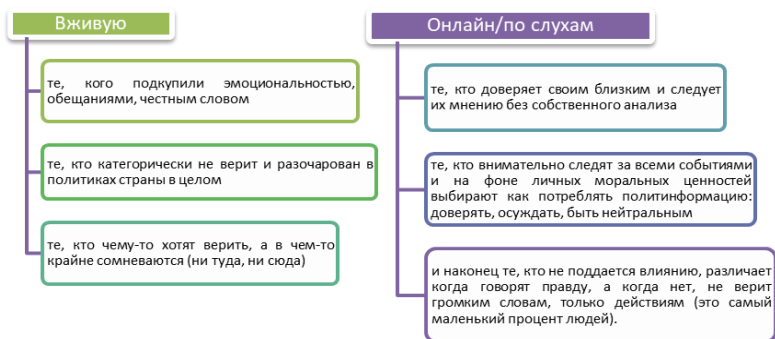 Вживую
те, кого подкупили эмоциональностью,
обещаниями, честным словом
те, кто категорически не верит и разочарован в
политиках страны в целом
те, кто чему-то хотят верить, а в чем-то
крайне сомневаются (ни туда, ни сюда)
Онлайн/по слухам
те, кто доверяет своим близким и следует
их мнению без собственного анализа
те, кто внимательно следят за всеми событиями
и на фоне личных моральных ценностей
выбирают как потреблять политинформацию:
доверять, осуждать, быть нейтральным
и наконец те, кто не поддается влиянию, различает
когда говорят правду, а когда нет, не верит
громким словам, только действиям (это самый
маленький процент людей).